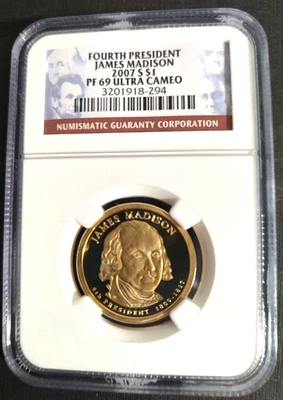 FOURTH PRESIDENT
JAMES MADISON
2007 S $1
PF 69 ULTRA CAMEO
3201918-294
NUMISMATIC GUARANTY CORPORATION
JAMES MADISON
4th PRESIDENT 1809-1817